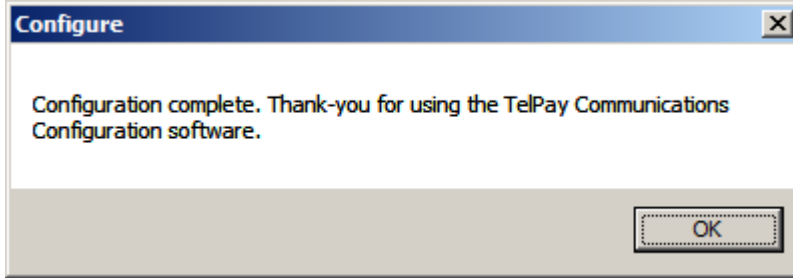 Configure
Configuration complete. Thank-you for using the TelPay Communications
Configuration software.
OK